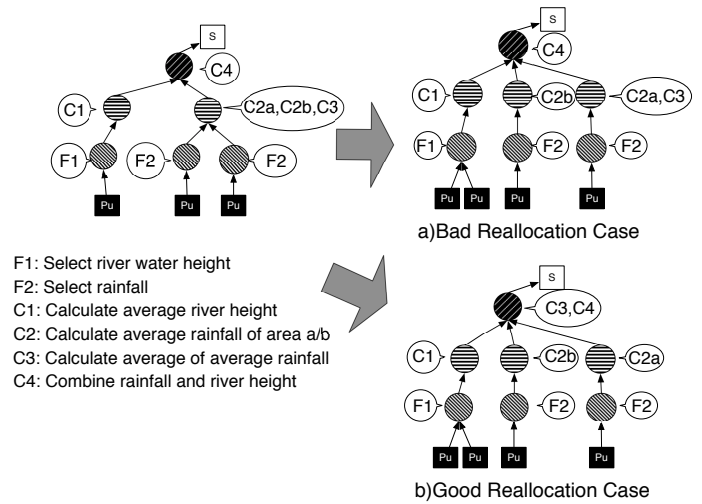 S
C4
C1
C2a,C2b,C3
F1
F2
F2
Pu
Pu
Pu
F1: Select river water height
F2: Select rainfall
C1: Calculate average river height
C2: Calculate average rainfall of area a/b
C3: Calculate average of average rainfall
C4: Combine rainfall and river height
S
C4
C1
C2b
C2a,C3
F1
F2
F2
Pu
Pu
Pu
Pu
a)Bad Reallocation Case
S
C3,C4
C1
C2b
C2a
F1
F2
F2
Pu
Pu
Pu
Pu
b)Good Reallocation Case